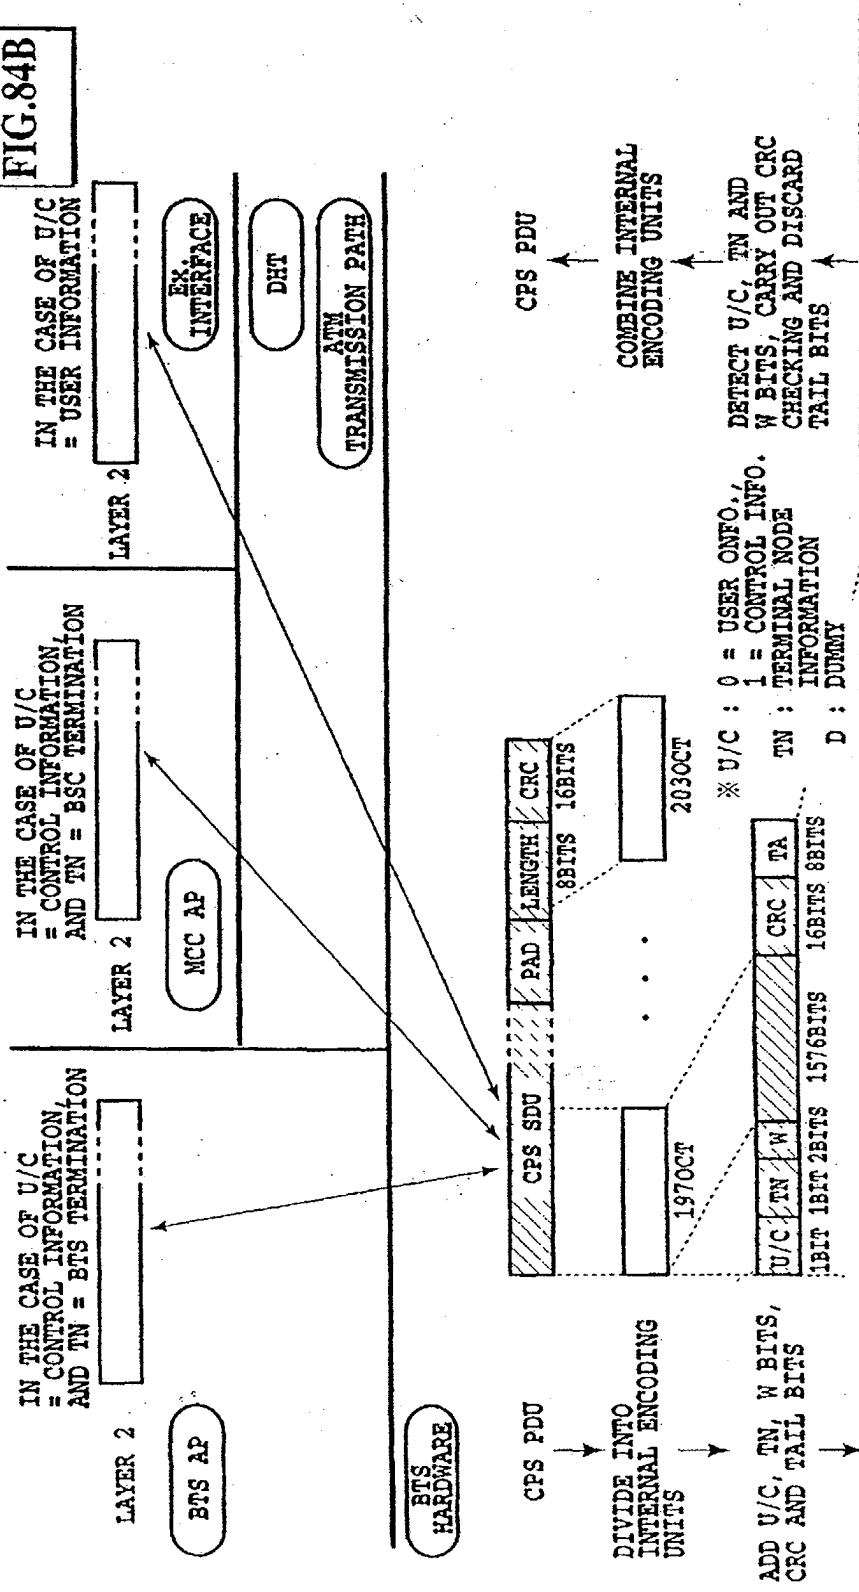 FIG.84B
IN THE CASE OF U/C
= CONTROL INFORMATION,
AND TN = BTS TERMINATION
LAYER 2
BTS AP
IN THE CASE OF U/C
= CONTROL INFORMATION,
AND TN = BSC TERMINATION
LAYER 2
MCC AP
IN THE CASE OF U/C
= USER INFORMATION
LAYER 2
EX.
INTERFACE
DHT
ATM
TRANSMISSION PATH
BTS
HARDWARE
CPS PDU
DIVIDE INTO
INTERNAL ENCODING
UNITS
ADD U/C, TN, W BITS,
CRC AND TAIL BITS
CPS SDU PAD LENGTH CRC
8BITS 16BITS
197OCT 203OCT
U/C TN W CRC TA
1BIT 1BIT 2BITS 1576BITS 16BITS 8BITS
※ U/C : 0 = USER ONFO.,
1 = CONTROL INFO.
TN : TERMINAL NODE
INFORMATION
D : DUMMY
CPS PDU
COMBINE INTERNAL
ENCODING UNITS
DETECT U/C, TN AND
W BITS, CARRY OUT CRC
CHECKING AND DISCARD
TAIL BITS